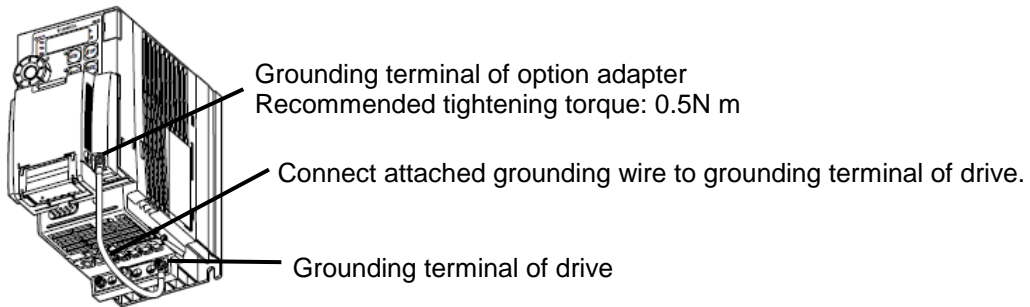 Grounding terminal of option adapter
Recommended tightening torque: 0.5N m
Connect attached grounding wire to grounding terminal of drive.
Grounding terminal of drive